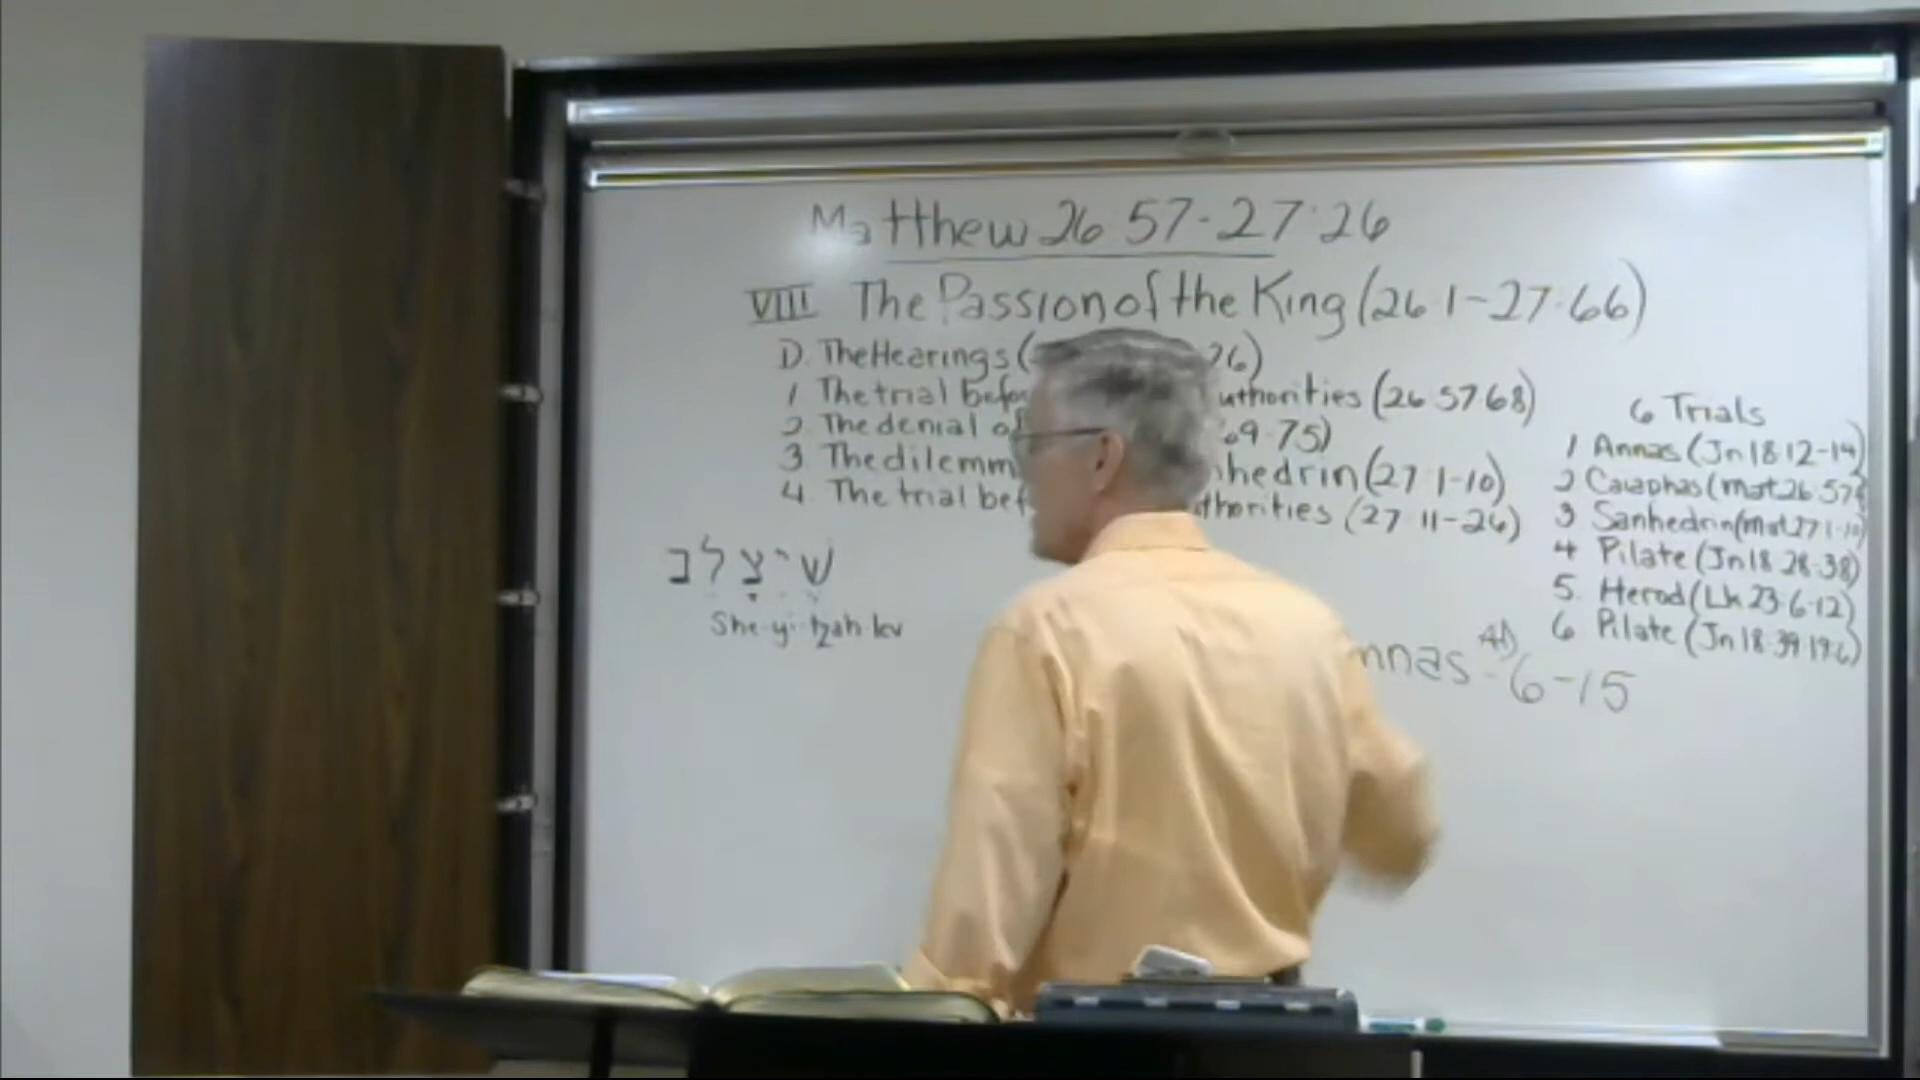 Matthew 26 57-27:26
VIII The Passion of the King (26 1-27:66)
D. The Hearings ( 26)
1 The trial uthorities (26 57 68)
2 The denial 69-75)
3 The hedrin (27 1-10)
4. The trial thorities (27 11-26)
6 Trials
1 Annas (Jn 18:12-14)
2 Caiaphas (Mat 26:57
3 Sanhedrin (Mat 27 1-10)
4 Pilate (Jn 18 28-38)
5. Herod (Lk 23-6-12)
6 Pilate (Jn 18-39 19-6)
שיצלב
She-yi-tzah-lev
nnas AD 6-15